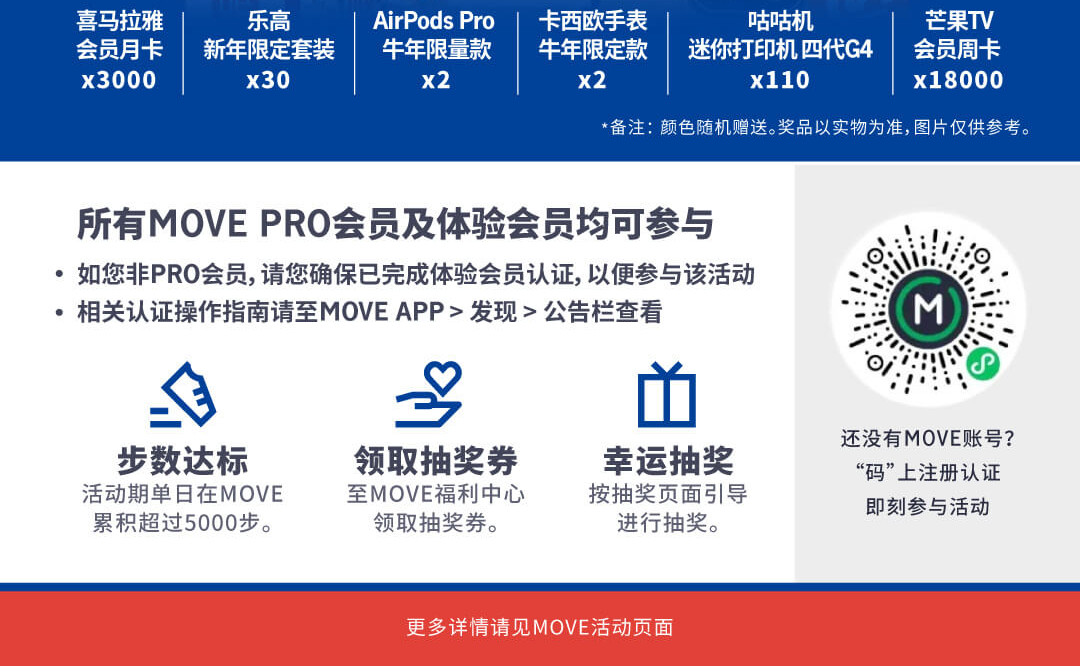 喜马拉雅
会员月卡
x3000
乐高
新年限定套装
x30
AirPods Pro
牛年限量款
x2
卡西欧手表
牛年限定款
x2
咕咕机
迷你打印机 四代G4
x110
芒果TV
会员周卡
x18000
*备注：颜色随机赠送。奖品以实物为准，图片仅供参考。
所有MOVE PRO会员及体验会员均可参与
• 如您非PRO会员，请您确保已完成体验会员认证，以便参与该活动
• 相关认证操作指南请至MOVE APP > 发现 > 公告栏查看
步数达标
活动期单日在MOVE
累积超过5000步。
领取抽奖券
至MOVE福利中心
领取抽奖券。
幸运抽奖
按抽奖页面引导
进行抽奖。
M
还没有MOVE账号？
“码”上注册认证
即刻参与活动
更多详情请见MOVE活动页面